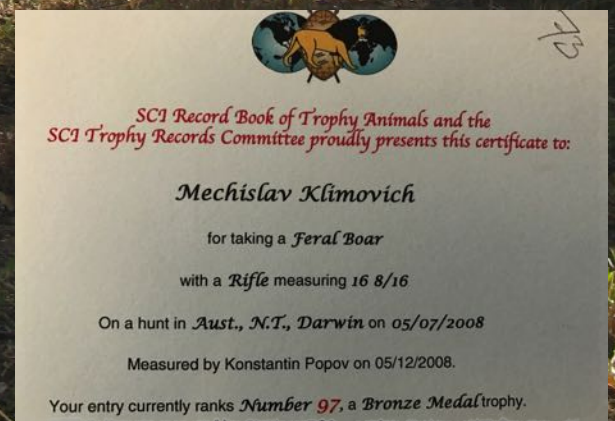 SCI Record Book of Trophy Animals and the
SCI Trophy Records Committee proudly presents this certificate to:
Mechislav Klimovich
for taking a Feral Boar
with a Rifle measuring 16 8/16
On a hunt in Aust., N.T., Darwin on 05/07/2008
Measured by Konstantin Popov on 05/12/2008.
Your entry currently ranks Number 97, a Bronze Medal trophy.